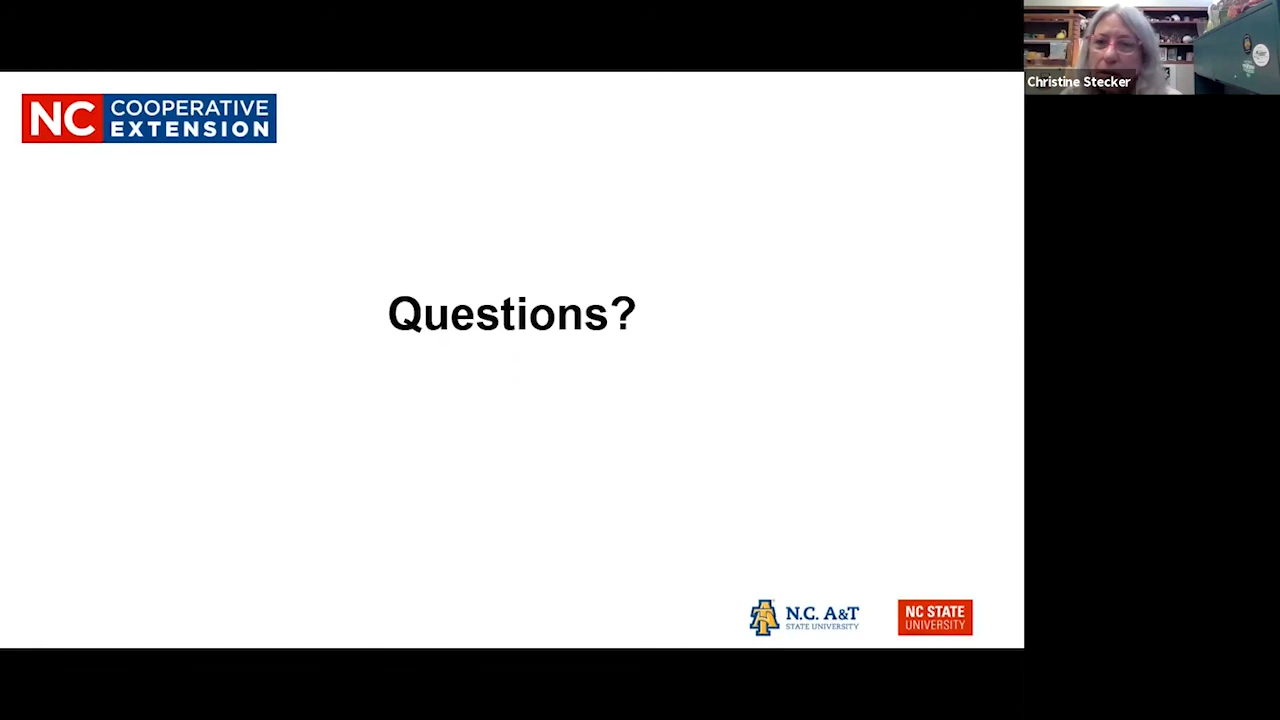 Christine Stecker
NC COOPERATIVE
EXTENSION
Questions?
N.C. A&T
STATE UNIVERSITY
NC STATE
UNIVERSITY